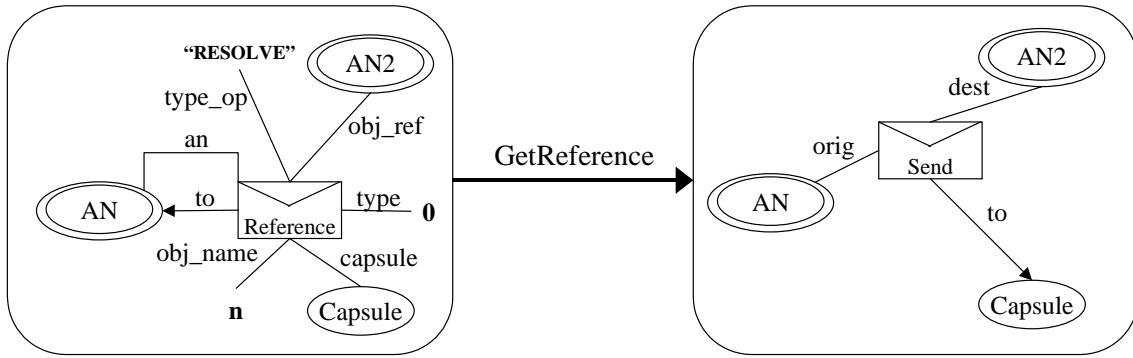 “RESOLVE”
AN2
type_op
obj_ref
an
AN
to
Reference
type
0
obj_name
capsule
n
Capsule
GetReference
AN2
dest
orig
Send
AN
to
Capsule